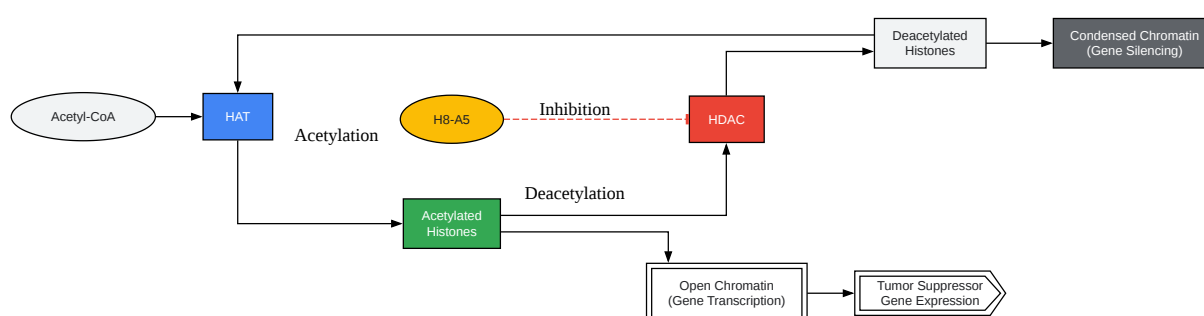 Deacetylated
Histones
Condensed Chromatin
(Gene Silencing)
Acetyl-CoA
HAT
Acetylation
H8-A5
Inhibition
HDAC
Deacetylation
Acetylated
Histones
Open Chromatin
(Gene Transcription)
Tumor Suppressor
Gene Expression